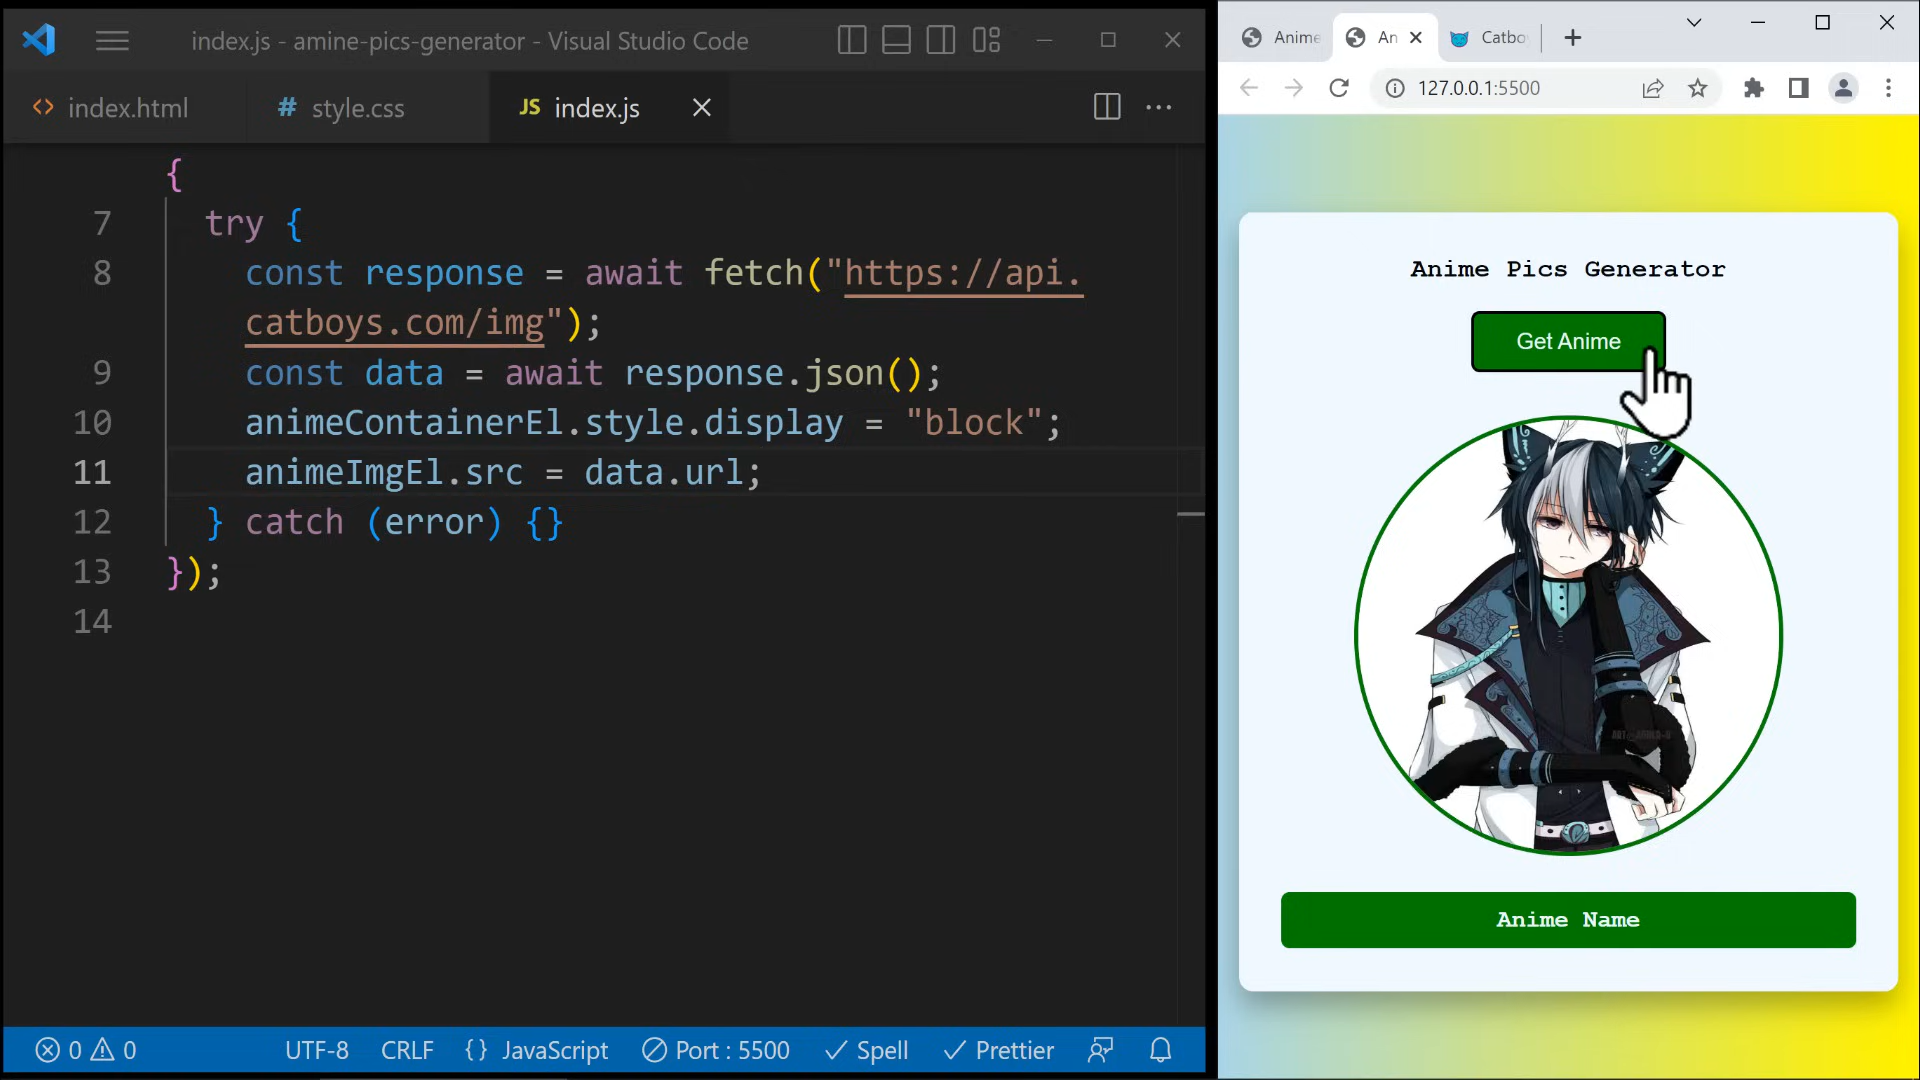 index.js - amine-pics-generator - Visual Studio Code
index.html
# style.css
JS index.js
{
7 try {
8 const response = await fetch("https://api.
catboys.com/img");
9 const data = await response.json();
10 animeContainerEl.style.display = "block";
11 animeImgEl.src = data.url;
12 } catch (error) {}
13 });
14
0 0 UTF-8 CRLF {} JavaScript Port : 5500 Spell Prettier
Anime An Catbo
127.0.0.1:5500
Anime Pics Generator
Get Anime
Anime Name